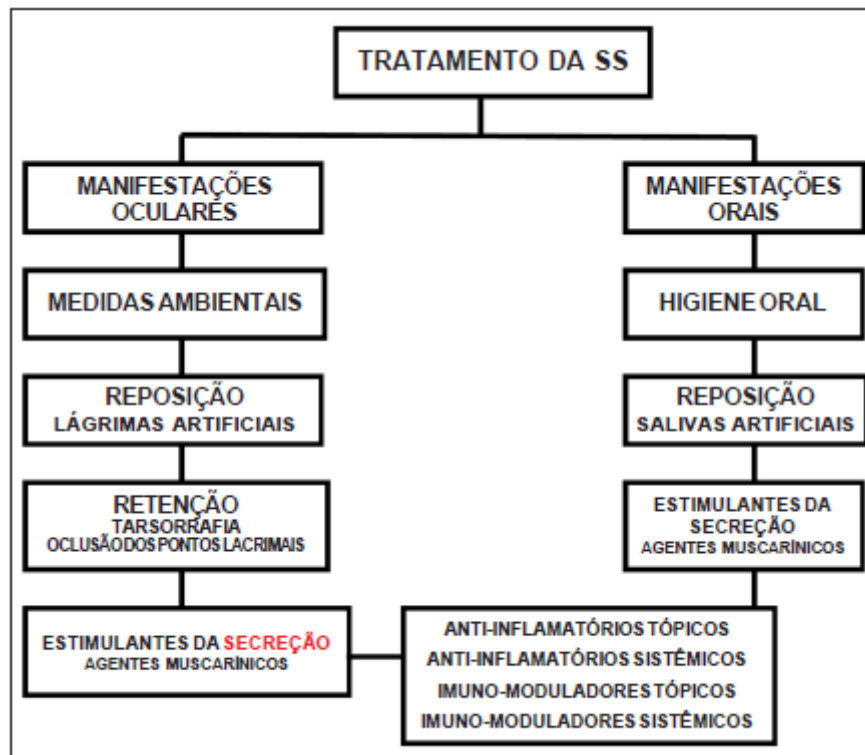 TRATAMENTO DA SS
MANIFESTAÇÕES
OCULARES
MANIFESTAÇÕES
ORAIS
MEDIDAS AMBIENTAIS
HIGIENE ORAL
REPOSIÇÃO
LÁGRIMAS ARTIFICIAIS
REPOSIÇÃO
SALIVAS ARTIFICIAIS
RETENÇÃO
TARSORRAFIA
OCLUSÃO DOS PONTOS LACRIMAIS
ESTIMULANTES DA
SECREÇÃO
AGENTES MUSCARÍNICOS
ESTIMULANTES DA SECREÇÃO
AGENTES MUSCARÍNICOS
ANTI-INFLAMATÓRIOS TÓPICOS
ANTI-INFLAMATÓRIOS SISTÊMICOS
IMUNO-MODULADORES TÓPICOS
IMUNO-MODULADORES SISTÊMICOS